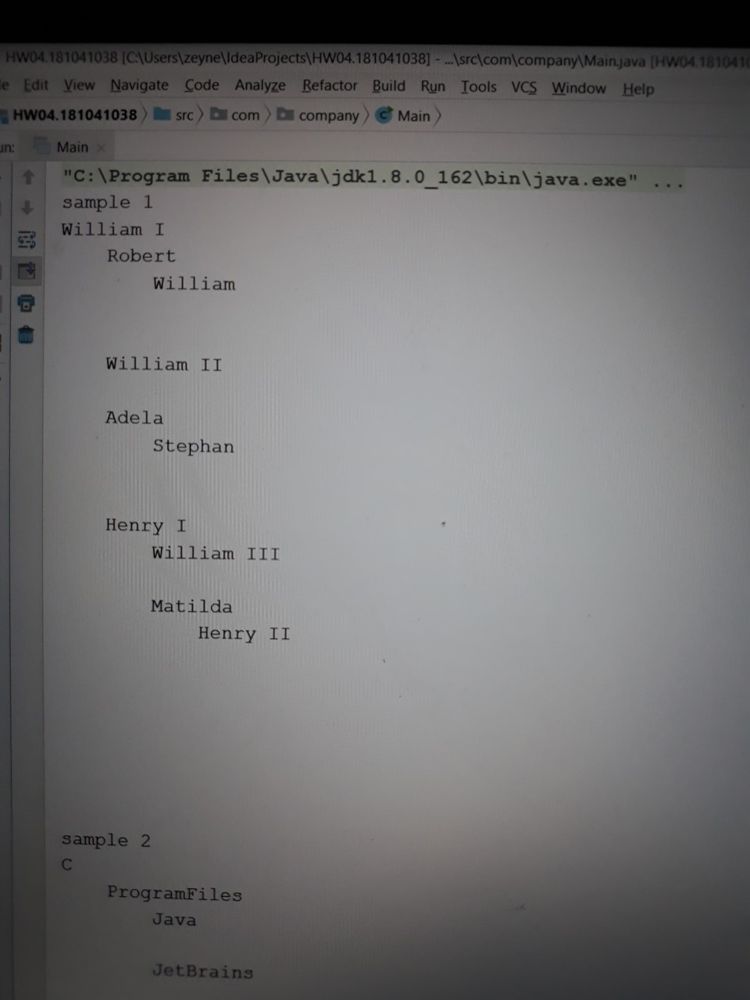 HW04.181041038 [C:\Users\zeyne\IdeaProjects\HW04.181041038] - ...\src\com\company\Main.java [HW04.181041
Edit View Navigate Code Analyze Refactor Build Run Tools VCS Window Help
HW04.181041038 src com company Main
Main
"C:\Program Files\Java\jdk1.8.0_162\bin\java.exe" ...
sample 1
William I
Robert
William
William II
Adela
Stephan
Henry I
William III
Matilda
Henry II
sample 2
C
ProgramFiles
Java
JetBrains